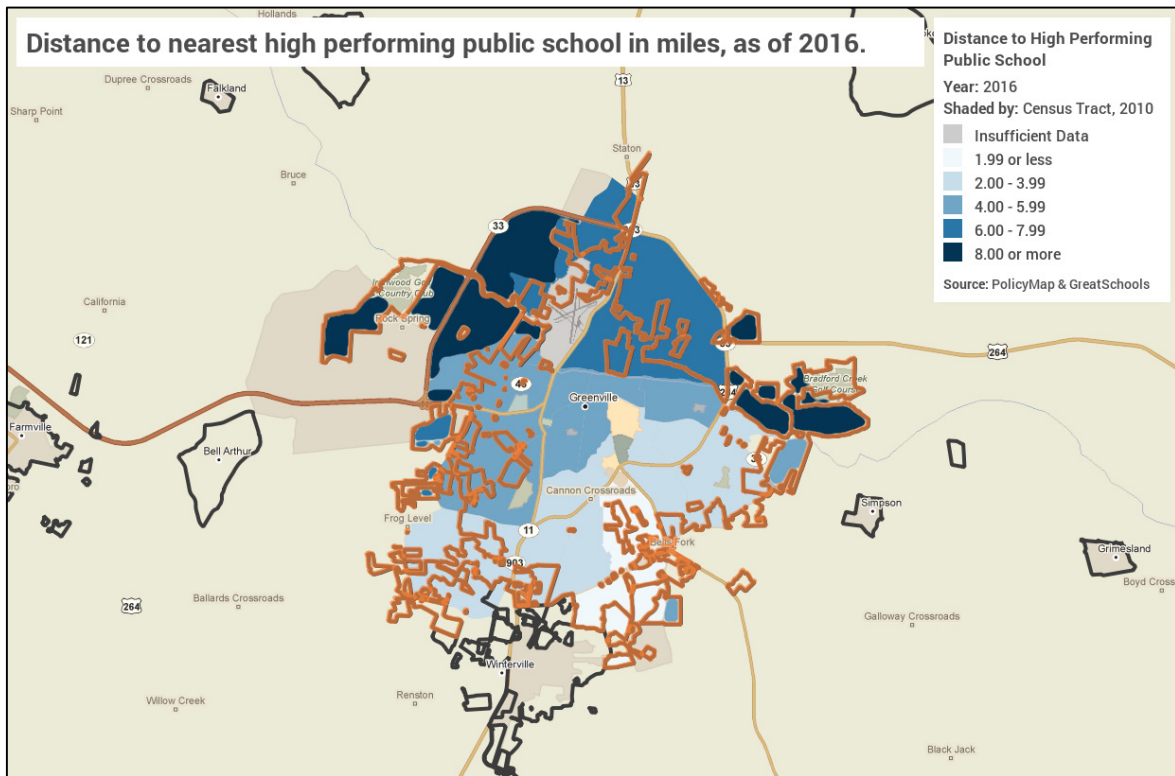 Hollands
Distance to nearest high performing public school in miles, as of 2016.
Distance to High Performing
Public School
Year: 2016
Shaded by: Census Tract, 2010
Insufficient Data
1.99 or less
2.00 - 3.99
4.00 - 5.99
6.00 - 7.99
8.00 or more
Source: PolicyMap & GreatSchools
Dupree Crossroads
13
Falkland
Sharp Point
Staton
Bruce
33
Country Club
Rock Spring
California
121
264
Bradford Creek
Golf Course
43
Greenville
Farmville
Bell Arthur
Cannon Crossroads
Simpson
Frog Level
11
Bells Fork
903
Grimesland
Boyd Cross
264
Ballards Crossroads
Galloway Crossroads
Winterville
Willow Creek
Renston
Black Jack